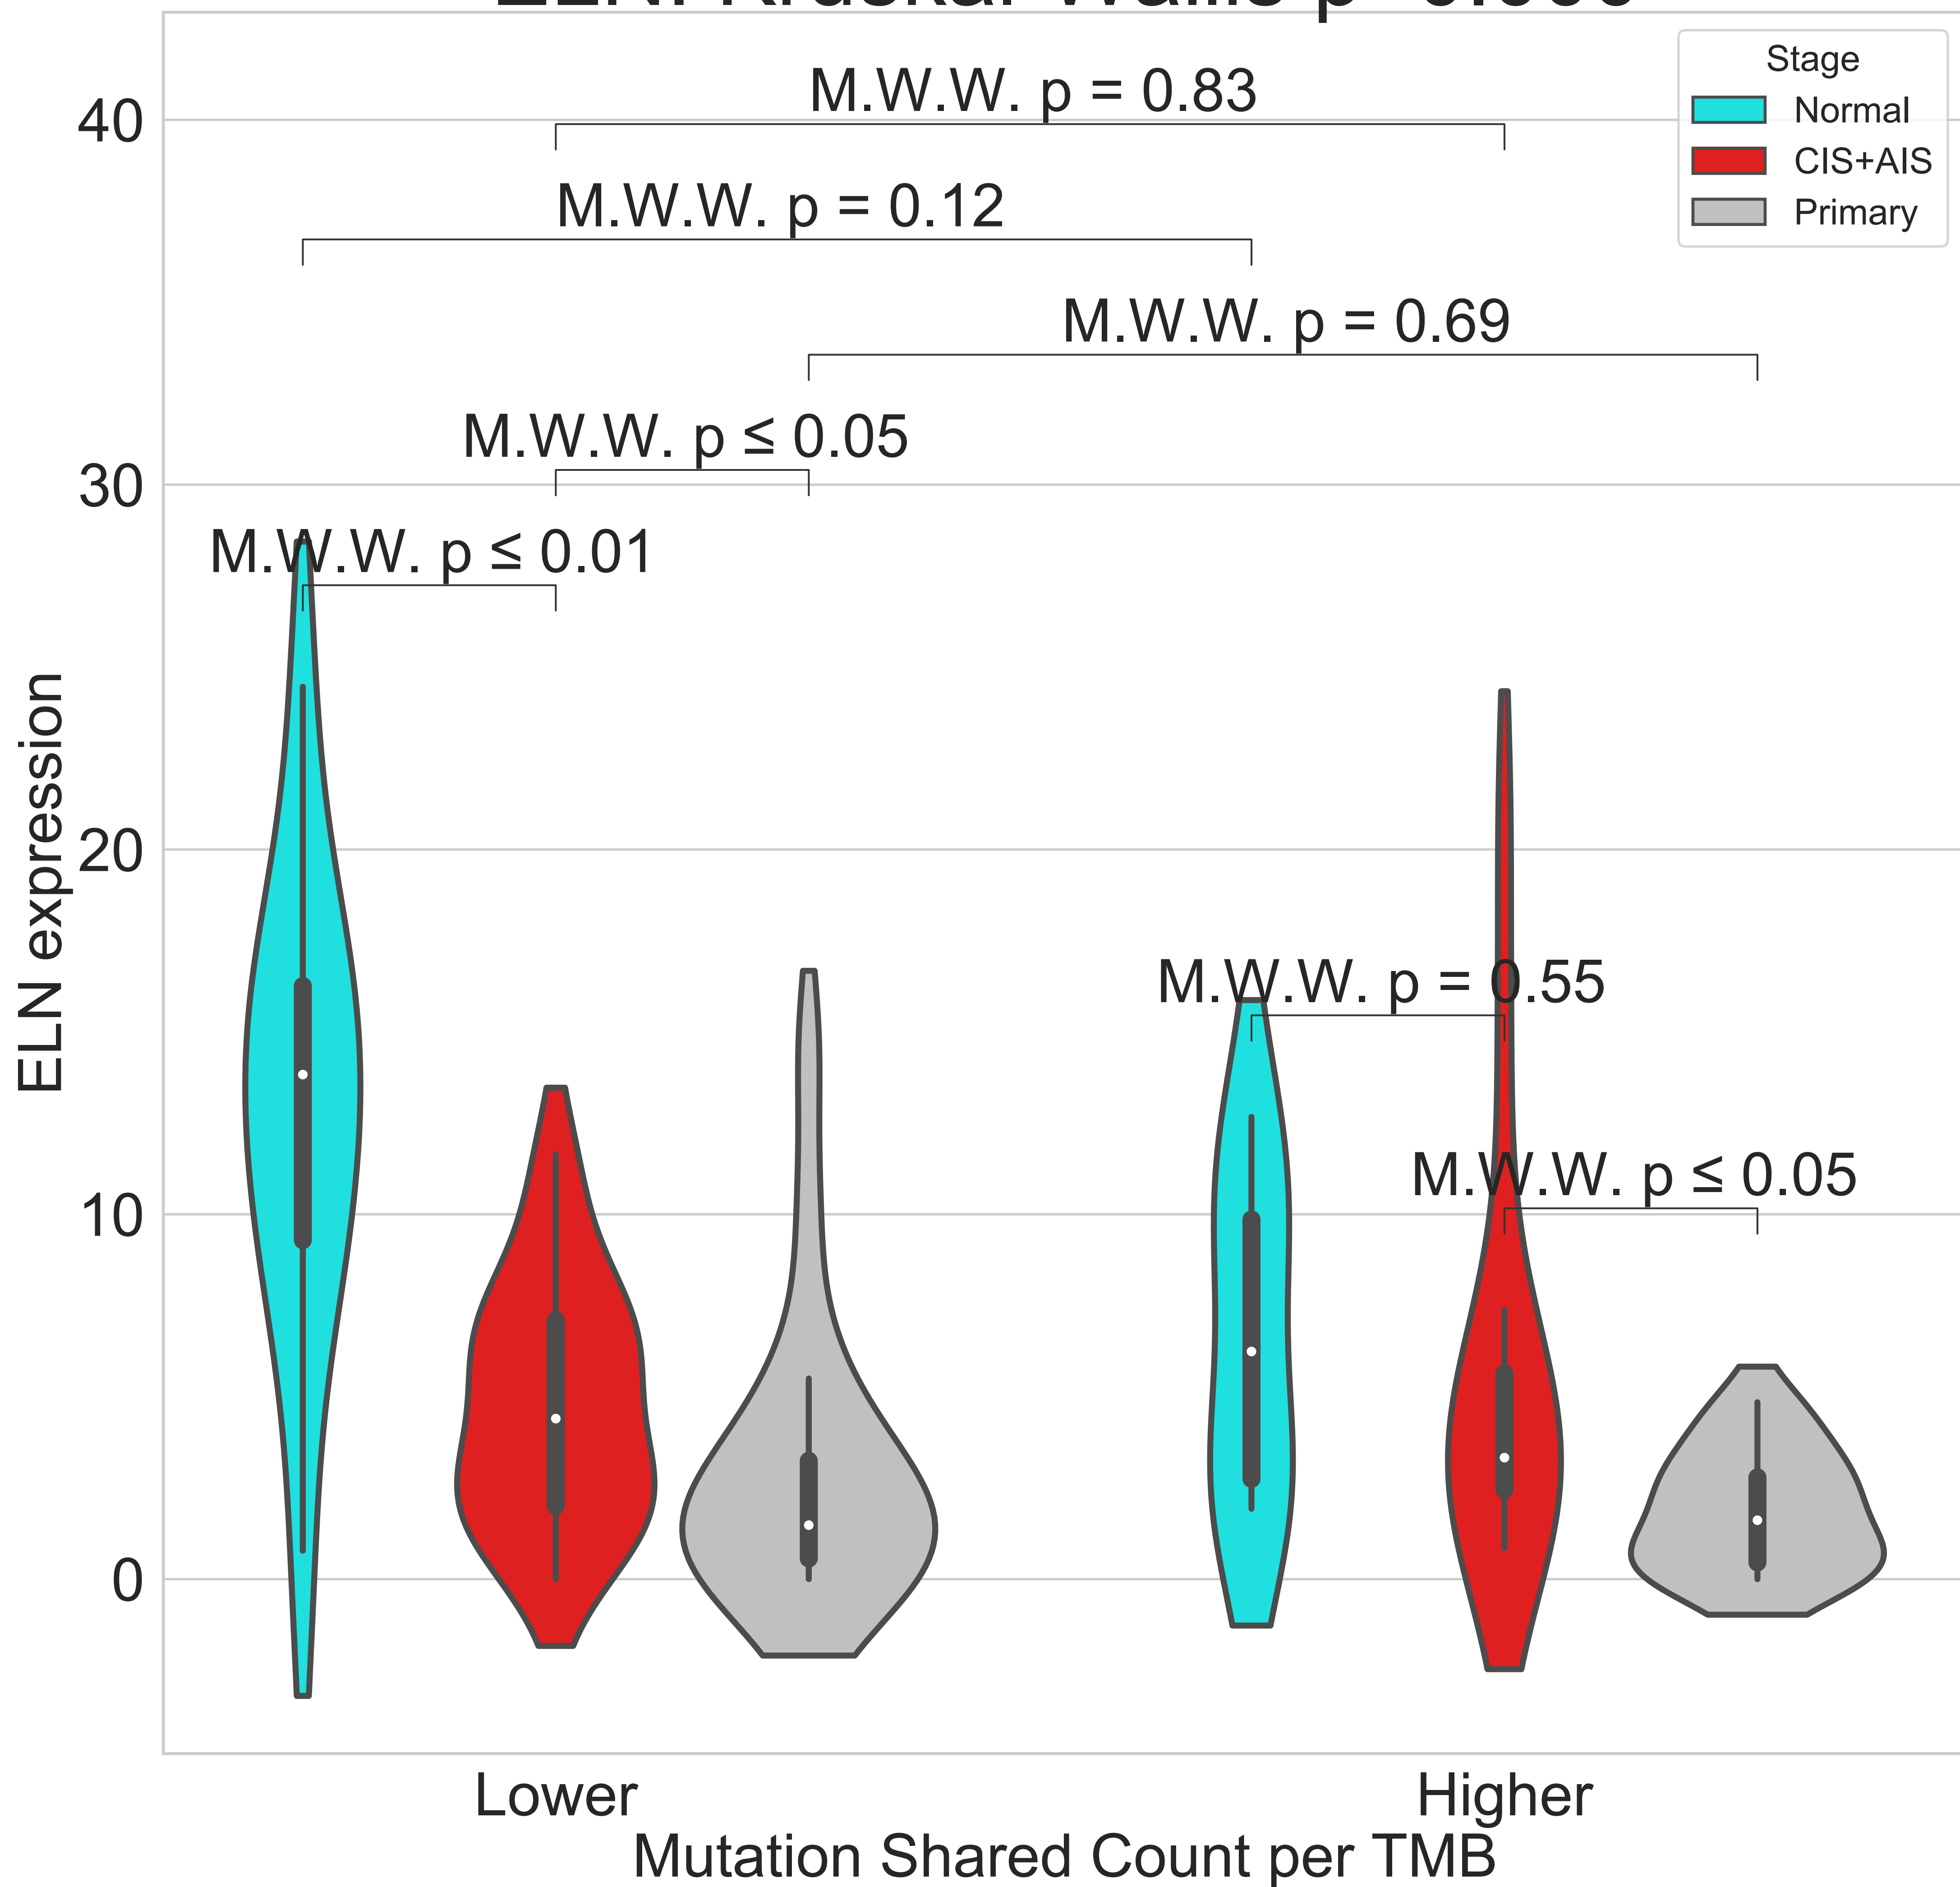 M.W.W. p = 0.83
Stage
Normal
CIS+AIS
Primary
M.W.W. p = 0.12
M.W.W. p = 0.69
M.W.W. p ≤ 0.05
M.W.W. p ≤ 0.01
M.W.W. p = 0.55
M.W.W. p ≤ 0.05
40
30
20
10
0
ELN expression
Lower
Higher
Mutation Shared Count per TMB